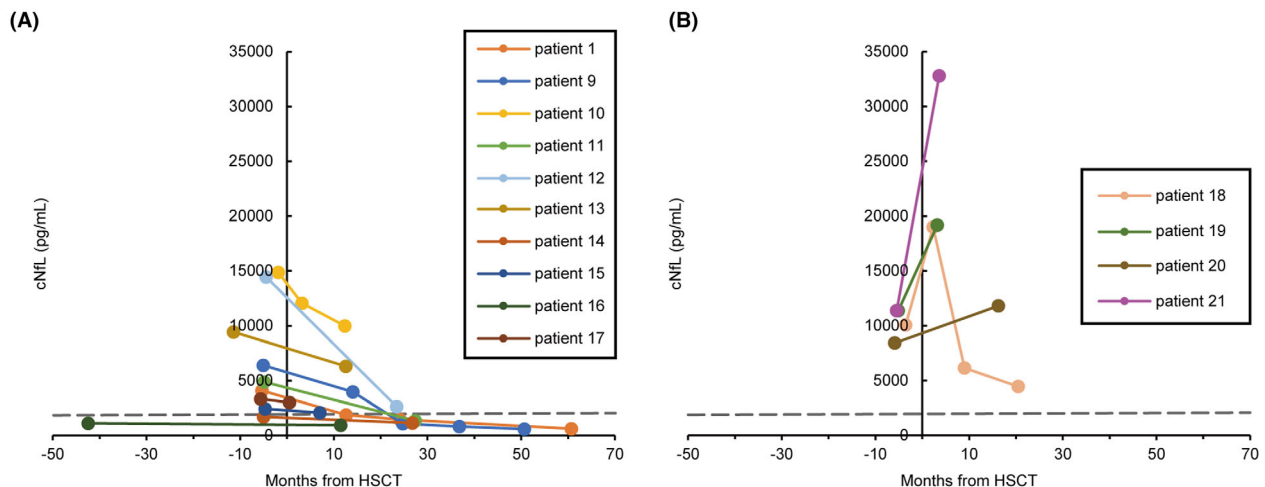 (A)
35000
30000
25000
20000
15000
10000
5000
0
-50
-30
-10
10
30
50
70
cNfL (pg/mL)
Months from HSCT
patient 1
patient 9
patient 10
patient 11
patient 12
patient 13
patient 14
patient 15
patient 16
patient 17
(B)
35000
30000
25000
20000
15000
10000
5000
0
-50
-30
-10
10
30
50
70
cNfL (pg/mL)
Months from HSCT
patient 18
patient 19
patient 20
patient 21